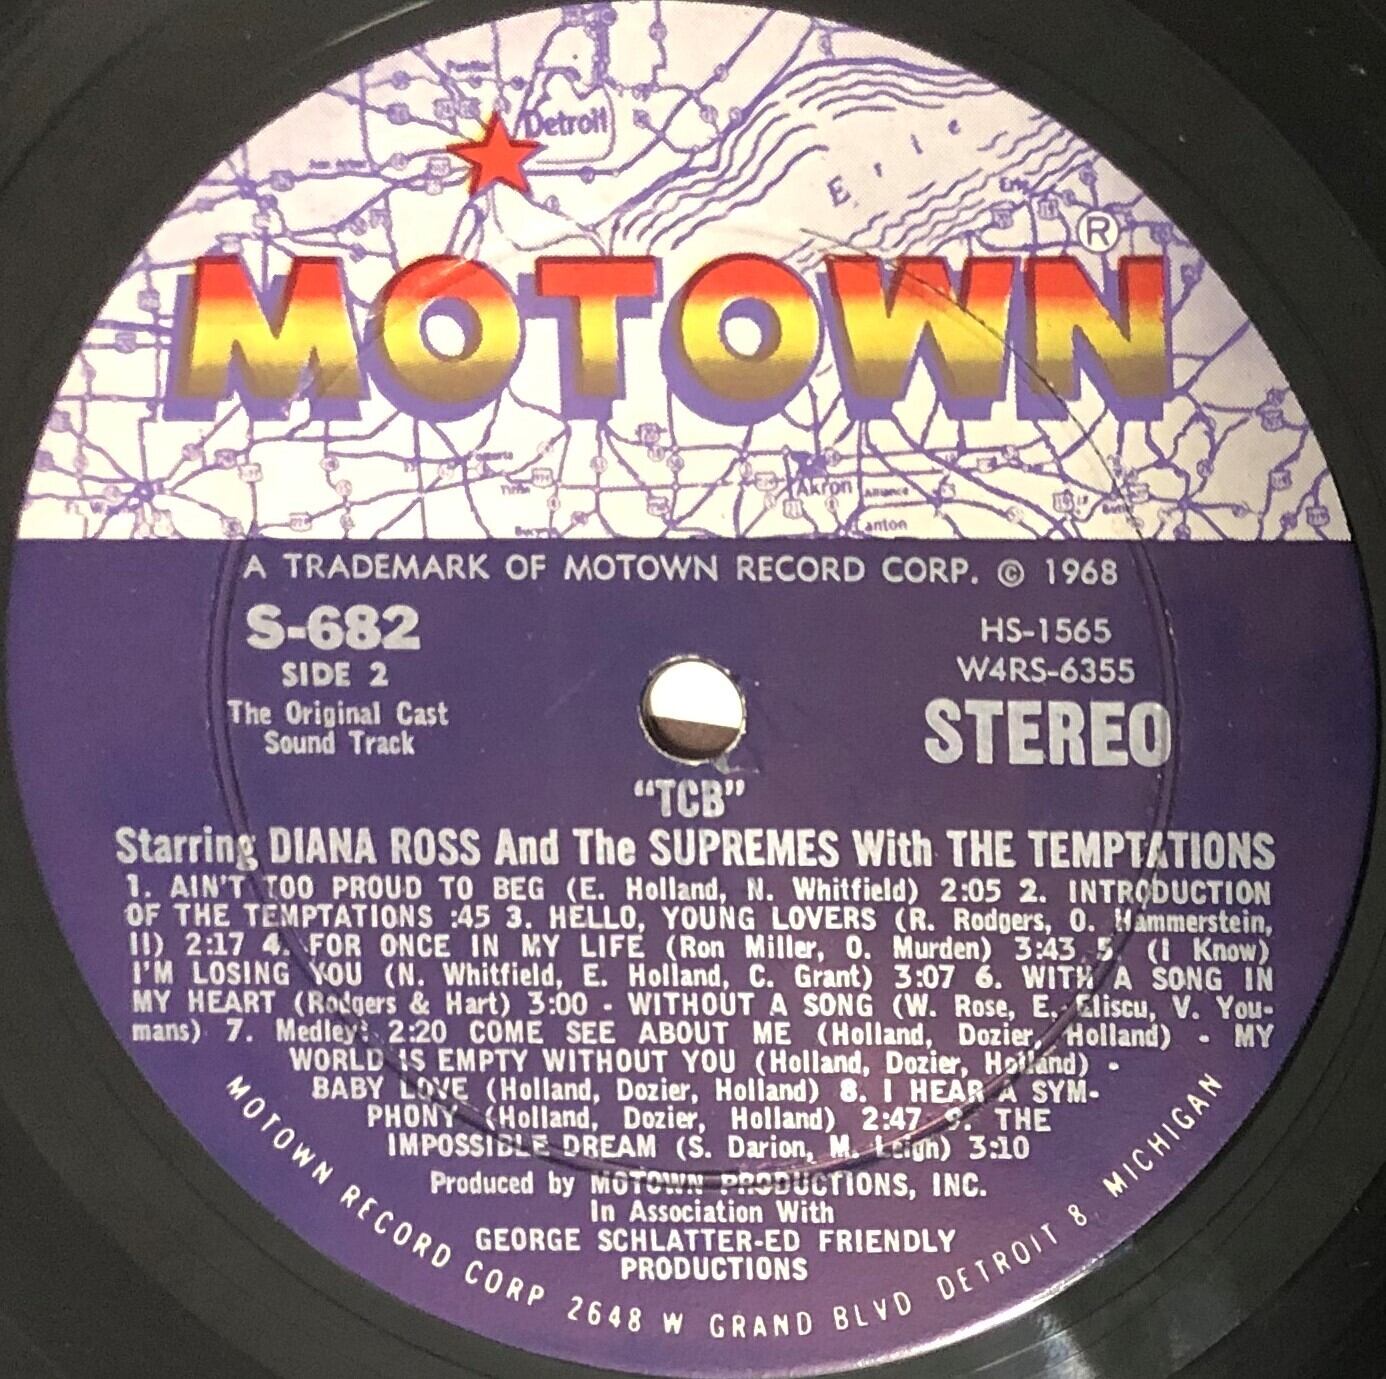 Detroit
Erie
Erie
®
MOTOWN
Akron
Alliance
Canton
A TRADEMARK OF MOTOWN RECORD CORP. © 1968
S-682
HS-1565
SIDE 2
W4RS-6355
The Original Cast
STEREO
Sound Track
“TCB”
Starring DIANA ROSS And The SUPREMES With THE TEMPTATIONS
1. AIN'T TOO PROUD TO BEG (E. Holland, N. Whitfield) 2:05 2. INTRODUCTION
OF THE TEMPTATIONS :45 3. HELLO, YOUNG LOVERS (R. Rodgers, O. Hammerstein,
II) 2:17 4. FOR ONCE IN MY LIFE (Ron Miller, O. Murden) 3:43 5. (I Know)
I'M LOSING YOU (N. Whitfield, E. Holland, C. Grant) 3:07 6. WITH A SONG IN
MY HEART (Rodgers & Hart) 3:00 - WITHOUT A SONG (W. Rose, E. Eliscu, V. You-
mans) 7. Medley: 2:20 COME SEE ABOUT ME (Holland, Dozier, Holland) - MY
WORLD IS EMPTY WITHOUT YOU (Holland, Dozier, Holland) -
BABY LOVE (Holland, Dozier, Holland) 8. I HEAR A SYM-
PHONY (Holland, Dozier, Holland) 2:47 9. THE
IMPOSSIBLE DREAM (S. Darion, M. Leigh) 3:10
Produced by MOTOWN PRODUCTIONS, INC.
In Association With
GEORGE SCHLATTER-ED FRIENDLY
PRODUCTIONS
MOTOWN RECORD CORP 2648 W GRAND BLVD DETROIT 8, MICHIGAN